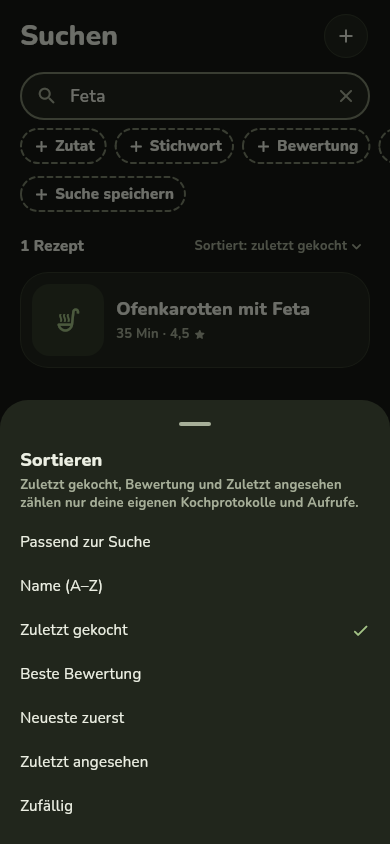 Suchen
Feta
Zutat
Stichwort
Bewertung
Suche speichern
1 Rezept
Sortiert: zuletzt gekocht
Ofenkarotten mit Feta
35 Min · 4,5 ★
Sortieren
Zuletzt gekocht, Bewertung und Zuletzt angesehen
zählen nur deine eigenen Kochprotokolle und Aufrufe.
Passend zur Suche
Name (A–Z)
Zuletzt gekocht
Beste Bewertung
Neueste zuerst
Zuletzt angesehen
Zufällig